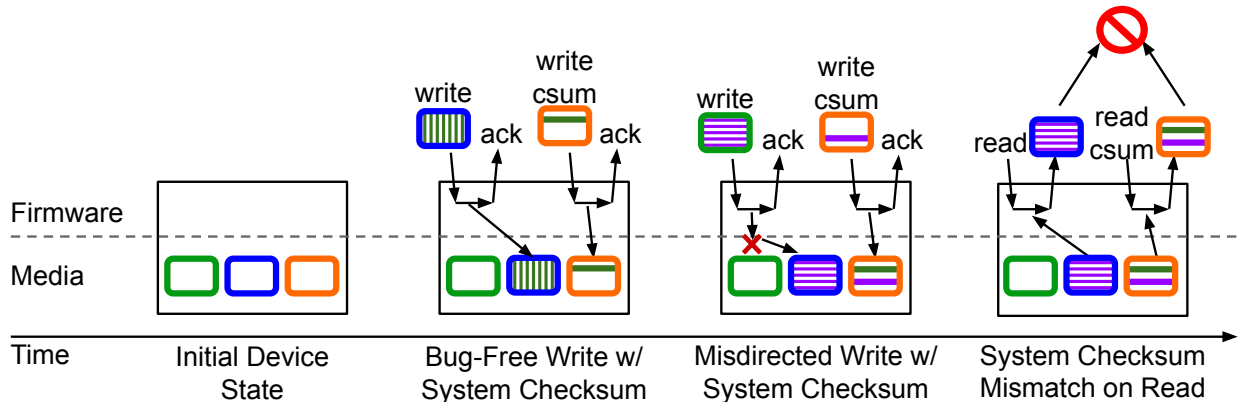 write
ack
write
csum
ack
write
ack
write
csum
ack
read
read
csum
Firmware
Media
Time
Initial Device
State
Bug-Free Write w/
System Checksum
Misdirected Write w/
System Checksum
System Checksum
Mismatch on Read